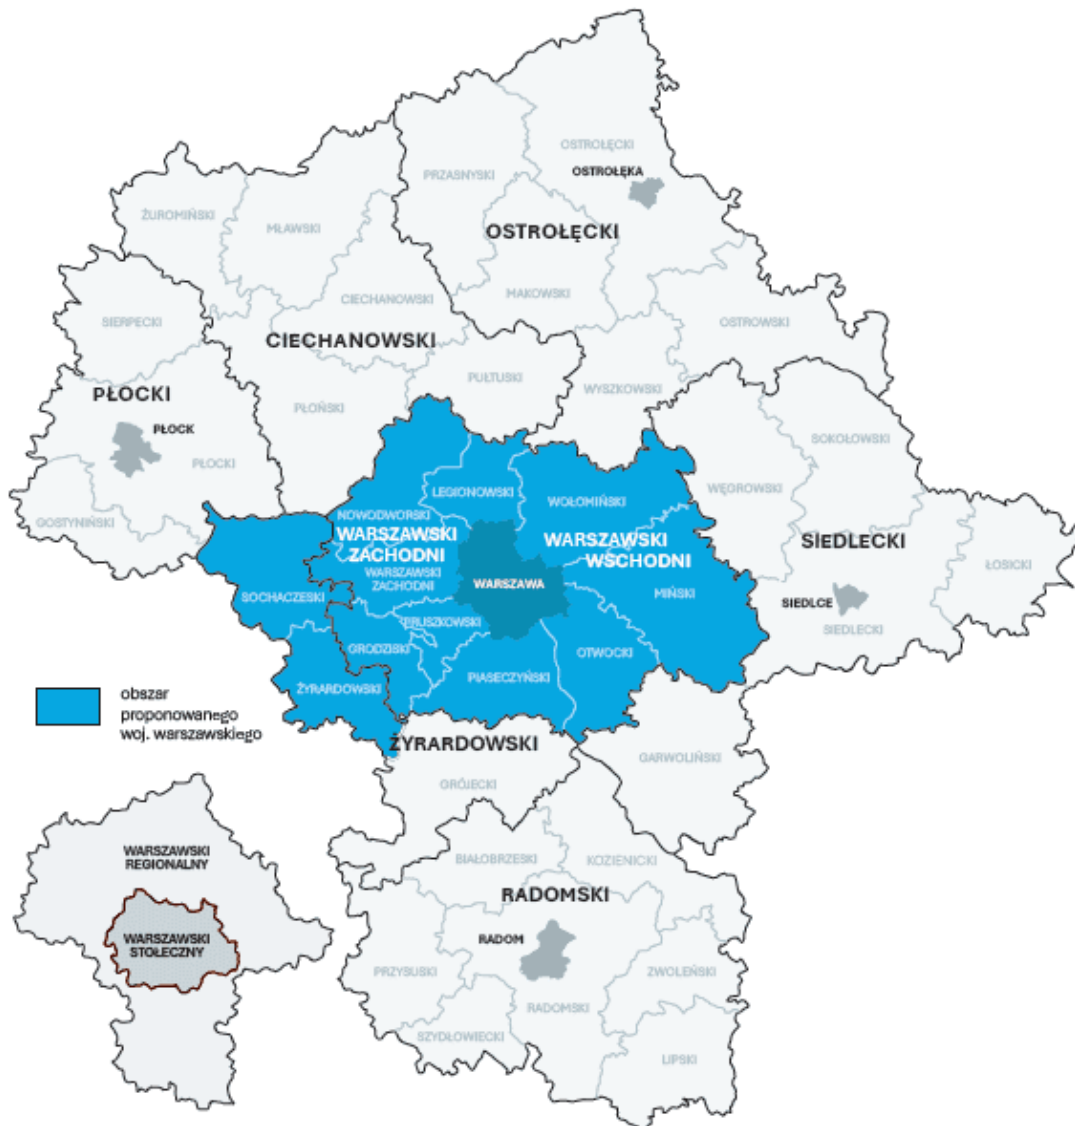 OSTROŁĘCKI
OSTROŁĘKA
PRZASNYSKI
ŻUROMIŃSKI
MŁAWSKI
OSTROŁĘCKI
CIECHANOWSKI
MAKOWSKI
SIERPECKI
OSTROWSKI
CIECHANOWSKI
PUŁTUSKI
WYSZKOWSKI
PŁOCKI
PŁOŃSKI
PŁOCK
SOKOŁOWSKI
PŁOCKI
LEGIONOWSKI
WĘGROWSKI
WOŁOMIŃSKI
NOWODWORSKI
GOSTYNIŃSKI
WARSZAWSKI
ZACHODNI
WARSZAWSKI
WSCHODNI
SIEDLECKI
ŁOSICKI
WARSZAWSKI
ZACHODNI
WARSZAWA
SOCHACZESKI
MIŃSKI
SIEDLCE
SIEDLECKI
PRUSZKOWSKI
GRODZISKI
OTWOCKI
ŻYRARDOWSKI
PIASECZYŃSKI
obszar
proponowanego
woj. warszawskiego
ŻYRARDOWSKI
GARWOLIŃSKI
GRÓJECKI
WARSZAWSKI
REGIONALNY
WARSZAWSKI
STOŁECZNY
BIAŁOBRZESKI
KOZIENICKI
RADOMSKI
RADOM
PRZYSUSKI
ZWOLEŃSKI
RADOMSKI
SZYDŁOWIECKI
LIPSKI